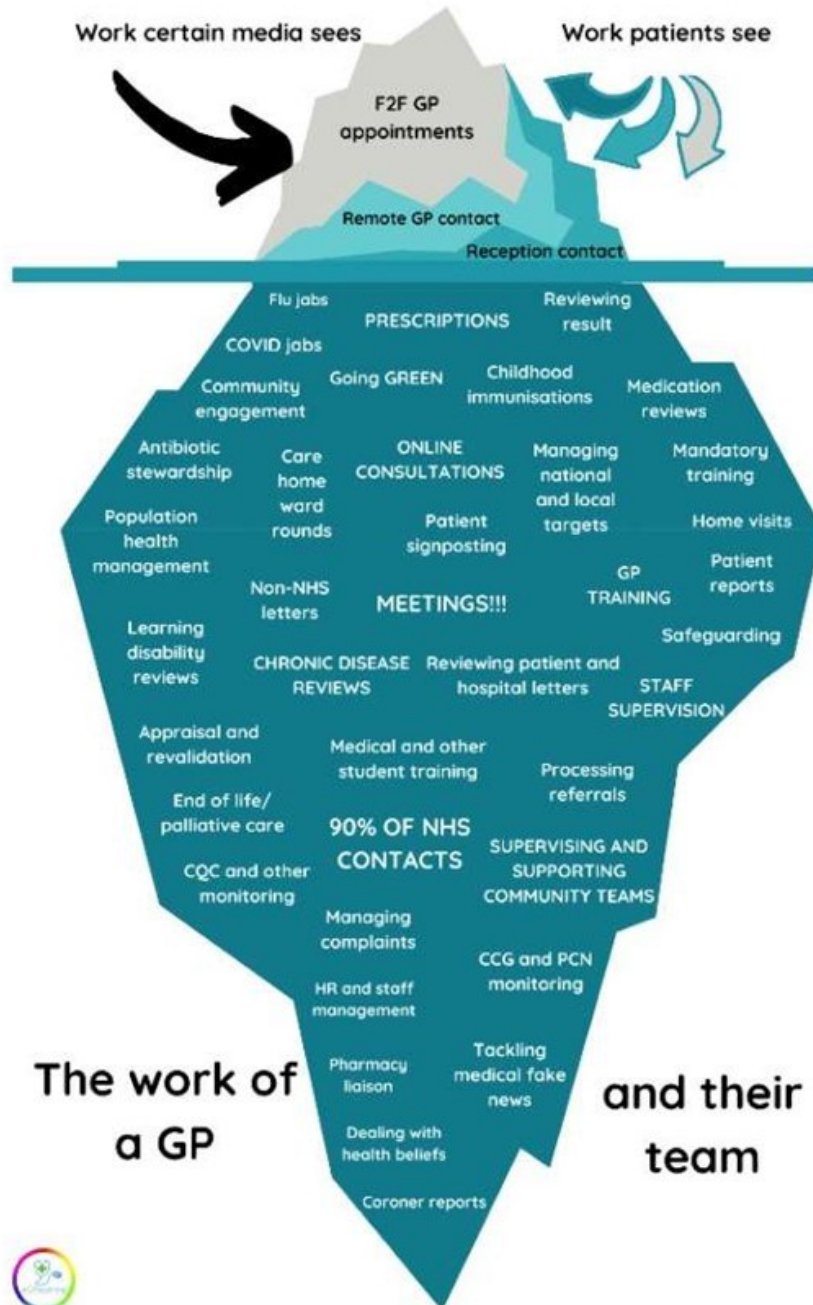 Work certain media sees
Work patients see
F2F GP
appointments
Remote GP contact
Reception contact
Flu jabs
PRESCRIPTIONS
Reviewing
result
COVID jabs
Community
engagement
Going GREEN
Childhood
immunisations
Medication
reviews
Antibiotic
stewardship
Care
home
ward
rounds
ONLINE
CONSULTATIONS
Managing
national
and local
targets
Mandatory
training
Population
health
management
Patient
signposting
Home visits
Non-NHS
letters
MEETINGS!!!
GP
TRAINING
Patient
reports
Learning
disability
reviews
CHRONIC DISEASE
REVIEWS
Reviewing patient and
hospital letters
Safeguarding
STAFF
SUPERVISION
Appraisal and
revalidation
Medical and other
student training
Processing
referrals
End of life/
palliative care
90% OF NHS
CONTACTS
SUPERVISING AND
SUPPORTING
COMMUNITY TEAMS
CQC and other
monitoring
Managing
complaints
CCG and PCN
monitoring
HR and staff
management
Pharmacy
liaison
Tackling
medical fake
news
Dealing with
health beliefs
Coroner reports
The work of
a GP
and their
team